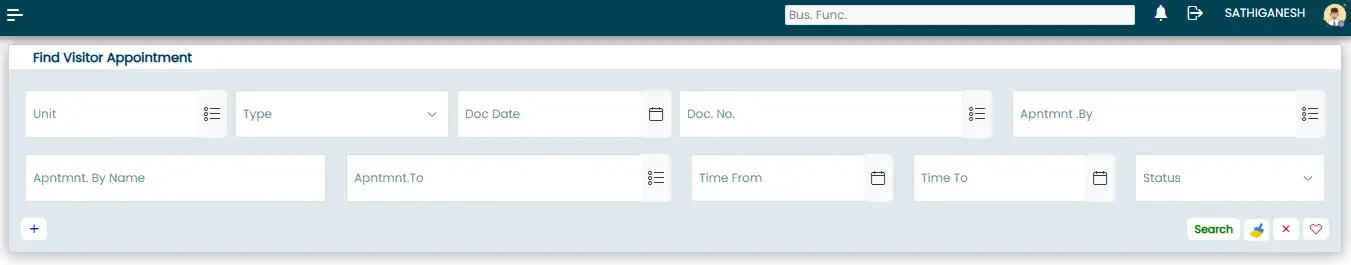 Bus. Func.
SATHIGANESH
Find Visitor Appointment
Unit
Type
Doc Date
Doc. No.
Apntmnt .By
Apntmnt. By Name
Apntmnt.To
Time From
Time To
Status
Search